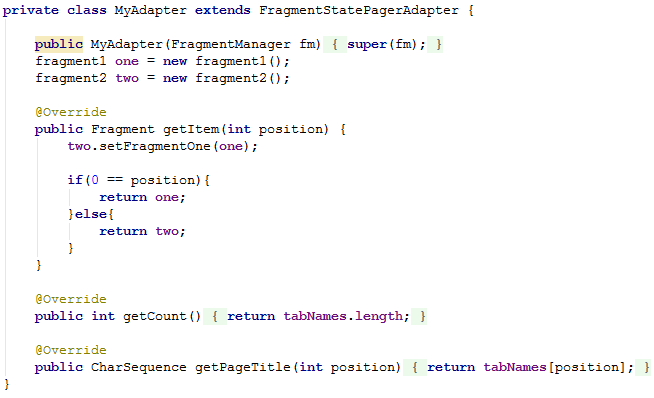 private class MyAdapter extends FragmentStatePagerAdapter {
public MyAdapter(FragmentManager fm) { super(fm); }
fragment1 one = new fragment1();
fragment2 two = new fragment2();
@Override
public Fragment getItem(int position) {
two.setFragmentOne(one);
if(0 == position){
return one;
}else{
return two;
}
}
@Override
public int getCount() { return tabNames.length; }
@Override
public CharSequence getPageTitle(int position) { return tabNames[position]; }
}